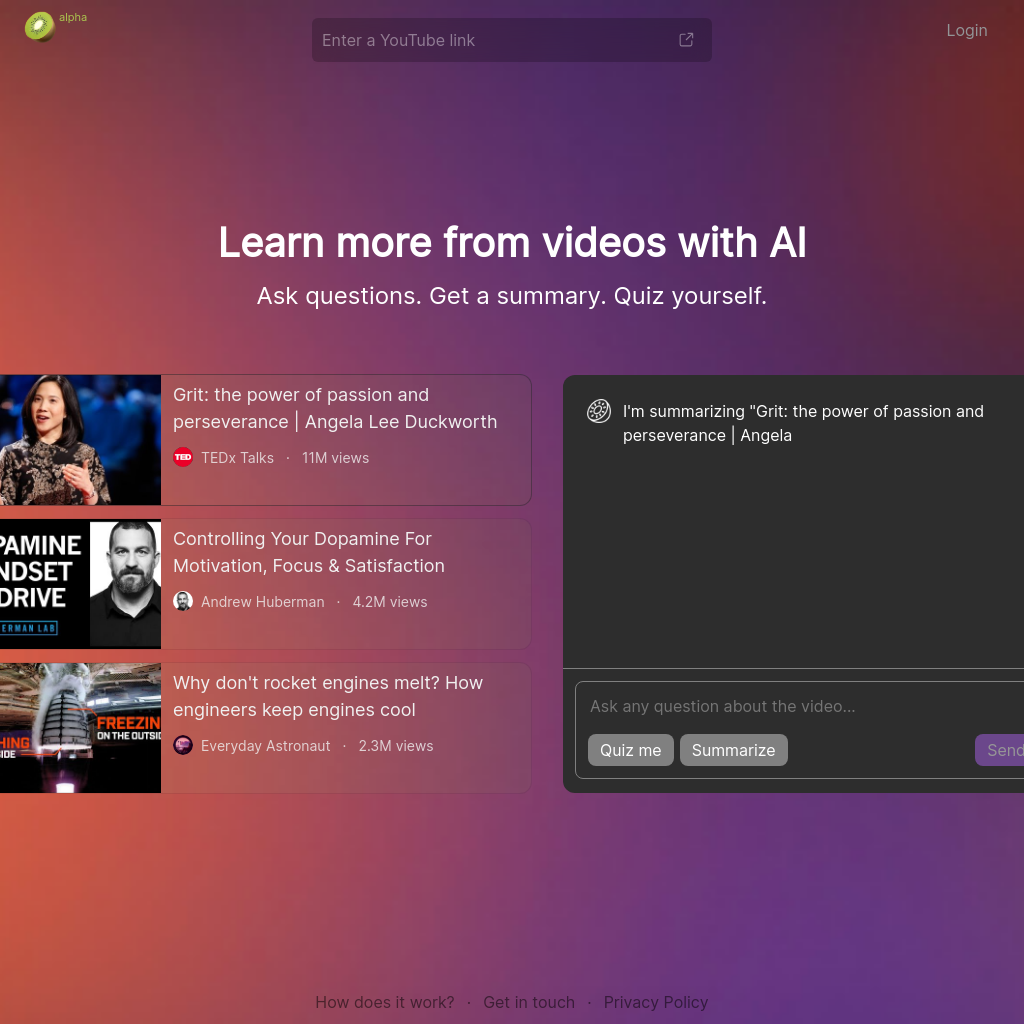 alpha
Enter a YouTube link
Login
Learn more from videos with AI
Ask questions. Get a summary. Quiz yourself.
Grit: the power of passion and
perseverance | Angela Lee Duckworth
TED
TEDx Talks · 11M views
PAMINE
NDSET
DRIVE
ERMAN LAB
Controlling Your Dopamine For
Motivation, Focus & Satisfaction
Andrew Huberman · 4.2M views
HING
SIDE
FREEZIN
ON THE OUTSID
Why don't rocket engines melt? How
engineers keep engines cool
Everyday Astronaut · 2.3M views
I'm summarizing "Grit: the power of passion and
perseverance | Angela
Ask any question about the video...
Quiz me
Summarize
Send
How does it work? · Get in touch · Privacy Policy